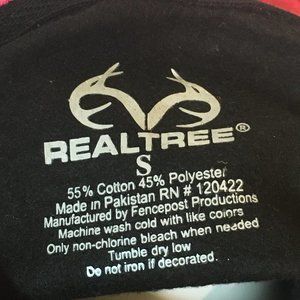 REALTREE®
S
55% Cotton 45% Polyester
Made in Pakistan RN # 120422
Manufactured by Fencepost Productions
Machine wash cold with like colors
Only non-chlorine bleach when needed
Tumble dry low
Do not iron if decorated.